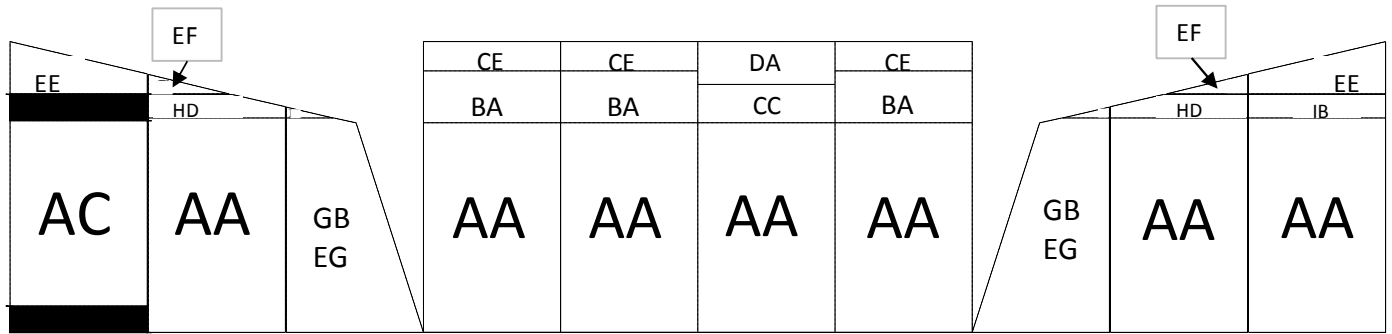 EF
EF
CE CE DA CE
EE EE
BA BA CC BA
HD HD IB
AC AA AA AA AA AA AA AA
GB GB
EG EG